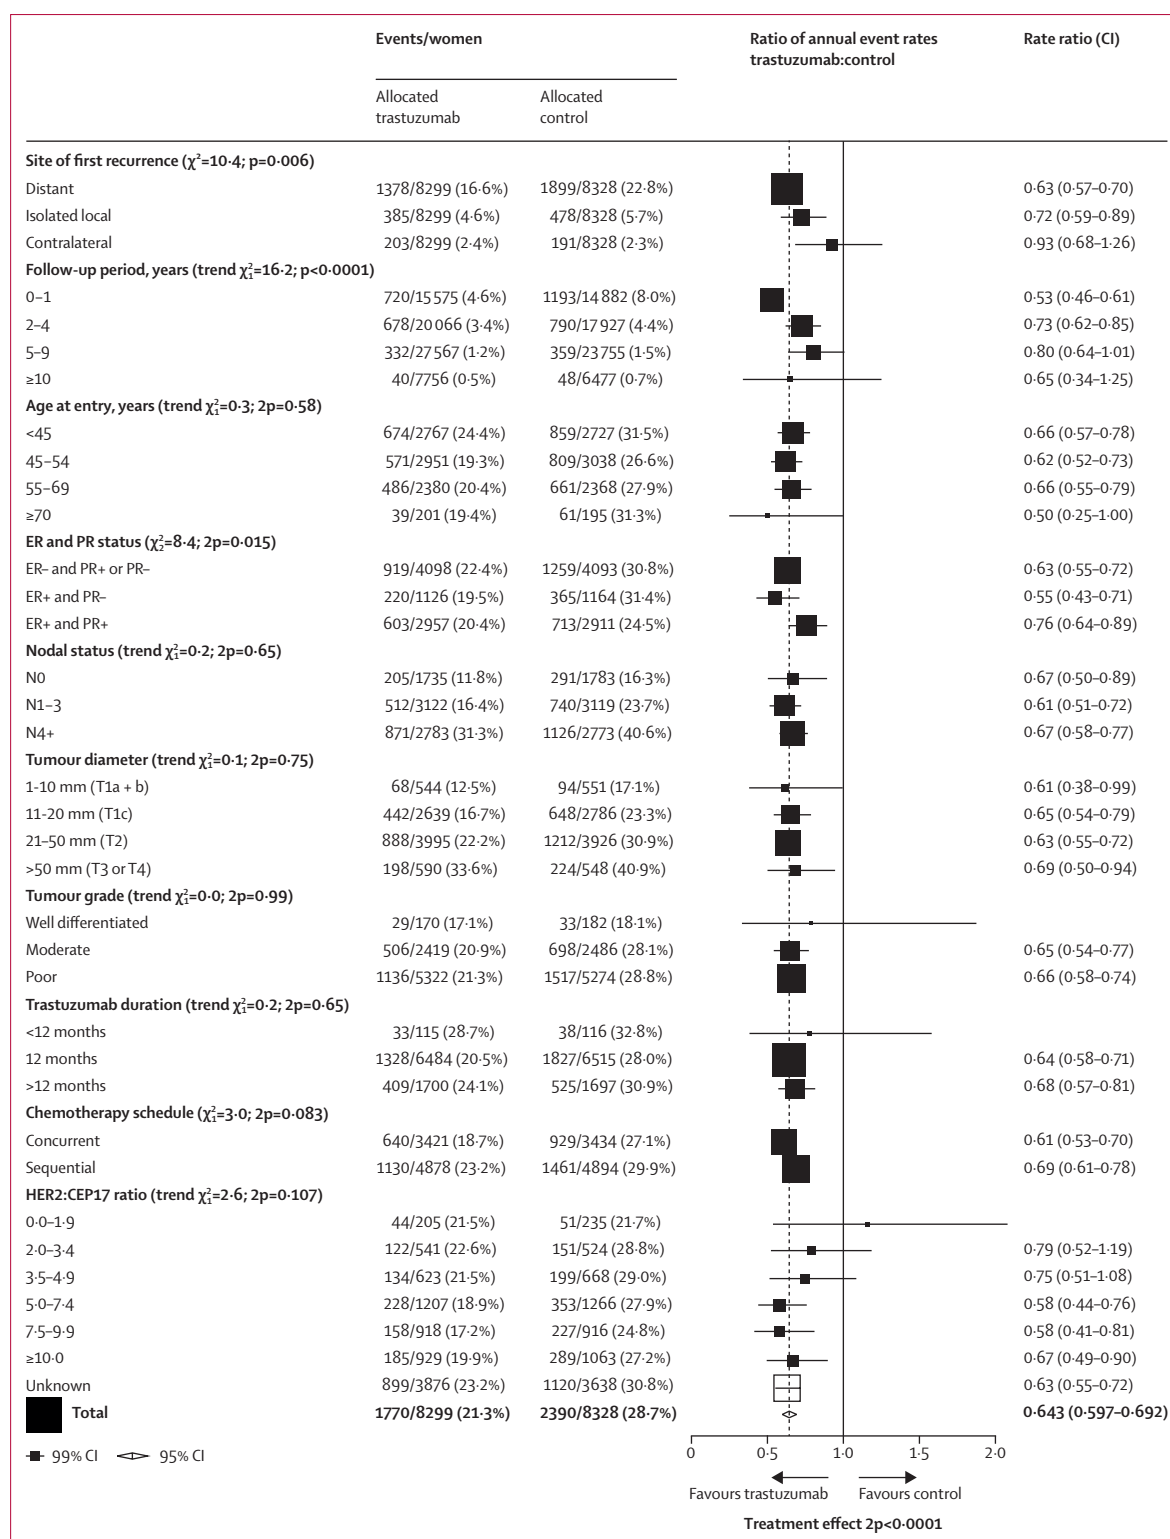 Events/women Ratio of annual event rates trastuzumab:control Rate ratio (CI)
Allocated trastuzumab Allocated control
Site of first recurrence (χ²=10·4; p=0·006)
Distant 1378/8299 (16·6%) 1899/8328 (22·8%) 0·63 (0·57–0·70)
Isolated local 385/8299 (4·6%) 478/8328 (5·7%) 0·72 (0·59–0·89)
Contralateral 203/8299 (2·4%) 191/8328 (2·3%) 0·93 (0·68–1·26)
Follow-up period, years (trend χ²₁=16·2; p<0·0001)
0–1 720/15 575 (4·6%) 1193/14 882 (8·0%) 0·53 (0·46–0·61)
2–4 678/20 066 (3·4%) 790/17 927 (4·4%) 0·73 (0·62–0·85)
5–9 332/27 567 (1·2%) 359/23 755 (1·5%) 0·80 (0·64–1·01)
≥10 40/7756 (0·5%) 48/6477 (0·7%) 0·65 (0·34–1·25)
Age at entry, years (trend χ²₁=0·3; 2p=0·58)
<45 674/2767 (24·4%) 859/2727 (31·5%) 0·66 (0·57–0·78)
45–54 571/2951 (19·3%) 809/3038 (26·6%) 0·62 (0·52–0·73)
55–69 486/2380 (20·4%) 661/2368 (27·9%) 0·66 (0·55–0·79)
≥70 39/201 (19·4%) 61/195 (31·3%) 0·50 (0·25–1·00)
ER and PR status (χ²₂=8·4; 2p=0·015)
ER– and PR+ or PR– 919/4098 (22·4%) 1259/4093 (30·8%) 0·63 (0·55–0·72)
ER+ and PR– 220/1126 (19·5%) 365/1164 (31·4%) 0·55 (0·43–0·71)
ER+ and PR+ 603/2957 (20·4%) 713/2911 (24·5%) 0·76 (0·64–0·89)
Nodal status (trend χ²₁=0·2; 2p=0·65)
N0 205/1735 (11·8%) 291/1783 (16·3%) 0·67 (0·50–0·89)
N1–3 512/3122 (16·4%) 740/3119 (23·7%) 0·61 (0·51–0·72)
N4+ 871/2783 (31·3%) 1126/2773 (40·6%) 0·67 (0·58–0·77)
Tumour diameter (trend χ²₁=0·1; 2p=0·75)
1-10 mm (T1a + b) 68/544 (12·5%) 94/551 (17·1%) 0·61 (0·38–0·99)
11-20 mm (T1c) 442/2639 (16·7%) 648/2786 (23·3%) 0·65 (0·54–0·79)
21–50 mm (T2) 888/3995 (22·2%) 1212/3926 (30·9%) 0·63 (0·55–0·72)
>50 mm (T3 or T4) 198/590 (33·6%) 224/548 (40·9%) 0·69 (0·50–0·94)
Tumour grade (trend χ²₁=0·0; 2p=0·99)
Well differentiated 29/170 (17·1%) 33/182 (18·1%)
Moderate 506/2419 (20·9%) 698/2486 (28·1%) 0·65 (0·54–0·77)
Poor 1136/5322 (21·3%) 1517/5274 (28·8%) 0·66 (0·58–0·74)
Trastuzumab duration (trend χ²₁=0·2; 2p=0·65)
<12 months 33/115 (28·7%) 38/116 (32·8%)
12 months 1328/6484 (20·5%) 1827/6515 (28·0%) 0·64 (0·58–0·71)
>12 months 409/1700 (24·1%) 525/1697 (30·9%) 0·68 (0·57–0·81)
Chemotherapy schedule (χ²₁=3·0; 2p=0·083)
Concurrent 640/3421 (18·7%) 929/3434 (27·1%) 0·61 (0·53–0·70)
Sequential 1130/4878 (23·2%) 1461/4894 (29·9%) 0·69 (0·61–0·78)
HER2:CEP17 ratio (trend χ²₁=2·6; 2p=0·107)
0·0–1·9 44/205 (21·5%) 51/235 (21·7%)
2·0–3·4 122/541 (22·6%) 151/524 (28·8%) 0·79 (0·52–1·19)
3·5–4·9 134/623 (21·5%) 199/668 (29·0%) 0·75 (0·51–1·08)
5·0–7·4 228/1207 (18·9%) 353/1266 (27·9%) 0·58 (0·44–0·76)
7·5–9·9 158/918 (17·2%) 227/916 (24·8%) 0·58 (0·41–0·81)
≥10·0 185/929 (19·9%) 289/1063 (27·2%) 0·67 (0·49–0·90)
Unknown 899/3876 (23·2%) 1120/3638 (30·8%) 0·63 (0·55–0·72)
Total 1770/8299 (21·3%) 2390/8328 (28·7%) 0·643 (0·597–0·692)
99% CI 95% CI
0 0·5 1·0 1·5 2·0
Favours trastuzumab Favours control
Treatment effect 2p<0·0001